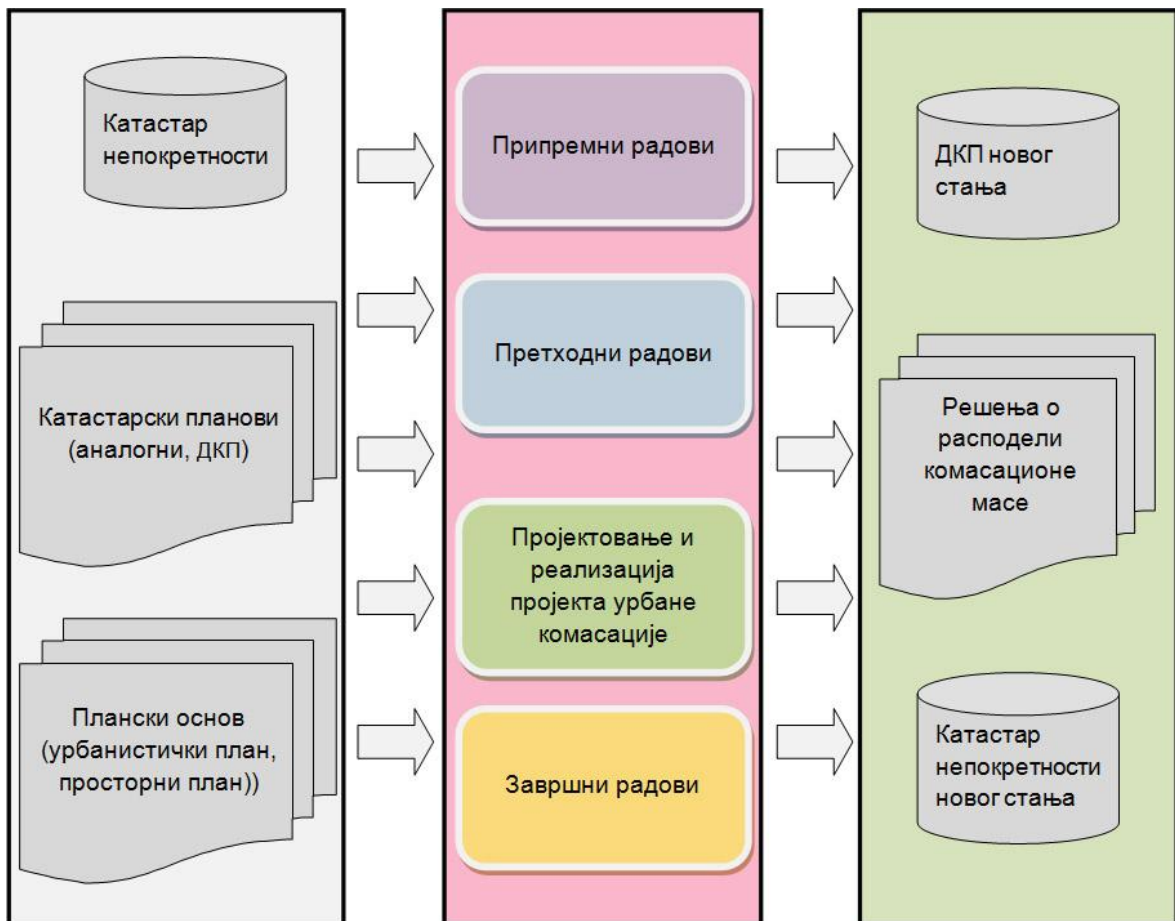 Катастар
непокретности
Катастарски планови
(аналогни, ДКП)
Плански основ
(урбанистички план,
просторни план))
Припремни радови
Претходни радови
Пројектовање и
реализација
пројекта урбане
комасације
Завршни радови
ДКП новог
стања
Решења о
расподели
комасационе
масе
Катастар
непокретности
новог стања